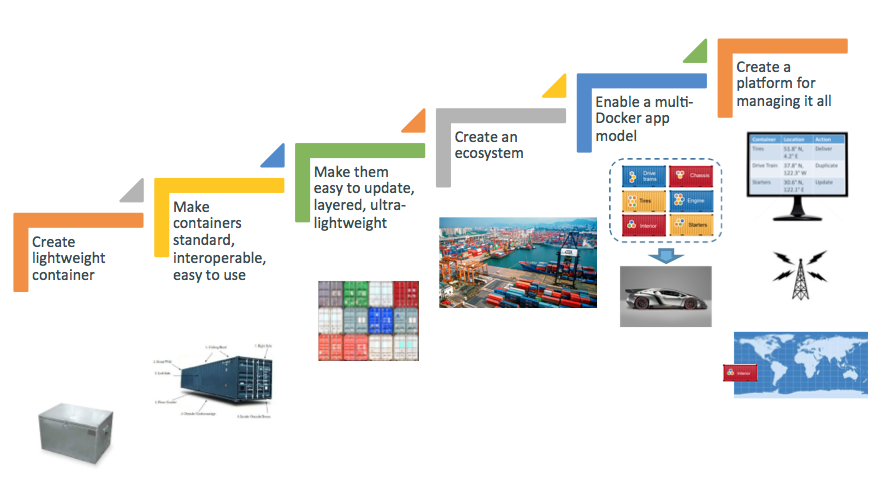 Create
lightweight
container
Make
containers
standard,
interoperable,
easy to use
Make them
easy to update,
layered, ultra-
lightweight
Create an
ecosystem
Enable a multi-
Docker app
model
Create a
platform for
managing it all
Drive
trains
Chassis
Tires
Engine
Interior
Starters
Container Location Action
Tires 51.8° N, Deliver
4.2° E
Drive Train 37.8° N, Duplicate
122.3° W
Starters 30.6° N, Update
122.1° E
Interior